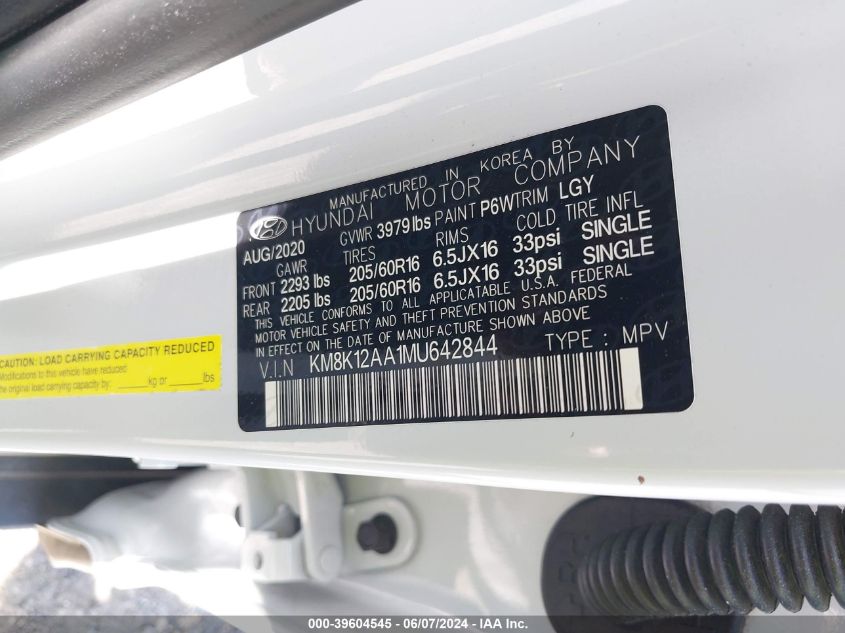 MANUFACTURED IN KOREA BY
HYUNDAI MOTOR COMPANY
AUG/2020 GVWR 3979 lbs PAINT P6W TRIM LGY
GAWR TIRES RIMS COLD TIRE INFL
FRONT 2293 lbs 205/60R16 6.5JX16 33psi SINGLE
REAR 2205 lbs 205/60R16 6.5JX16 33psi SINGLE
THIS VEHICLE CONFORMS TO ALL APPLICATABLE U.S.A. FEDERAL
MOTOR VEHICLE SAFETY AND THEFT PREVENTION STANDARDS
IN EFFECT ON THE DATE OF MANUFACTURE SHOWN ABOVE
V.I.N KM8K12AA1MU642844 TYPE : MPV
CAUTION: LOAD CARRYING CAPACITY REDUCED
Modifications to this vehicle have reduced
the original load carrying capacity by: ______kg or ______lbs
000-39604545 - 06/07/2024 - IAA Inc.